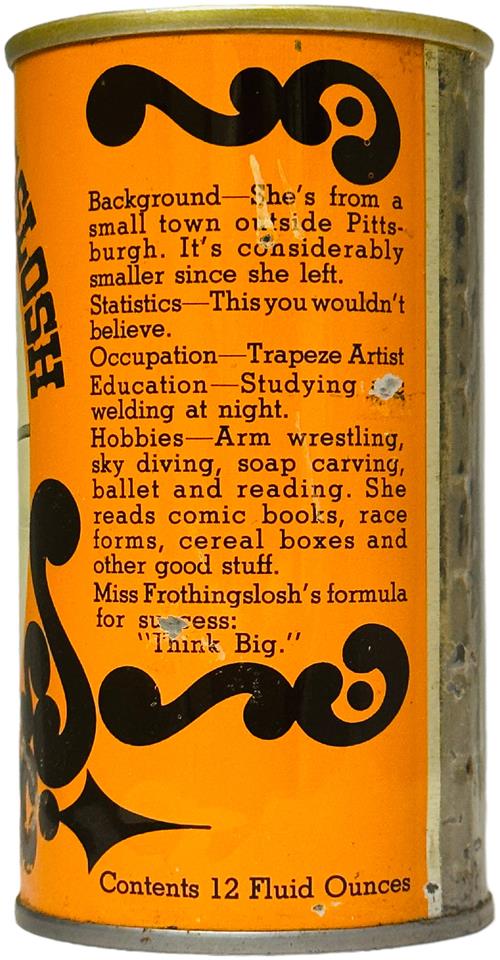 SLOSH
Background—She's from a
small town outside Pitts-
burgh. It's considerably
smaller since she left.
Statistics—This you wouldn't
believe.
Occupation—Trapeze Artist
Education—Studying
welding at night.
Hobbies—Arm wrestling,
sky diving, soap carving,
ballet and reading. She
reads comic books, race
forms, cereal boxes and
other good stuff.
Miss Frothingslosh's formula
for success:
"Think Big."
Contents 12 Fluid Ounces